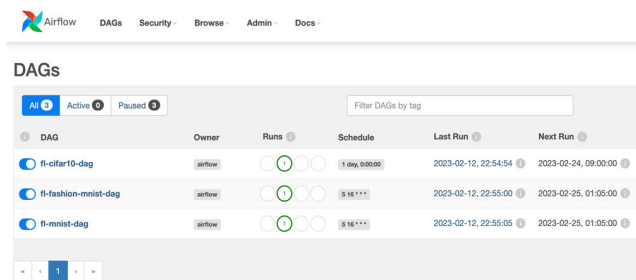 Airflow DAGs Security Browse Admin Docs
DAGs
All 3 Active 0 Paused 3 Filter DAGs by tag
DAG Owner Runs Schedule Last Run Next Run
fl-cifar10-dag airflow 1 1 day, 0:00:00 2023-02-12, 22:54:54 2023-02-24, 09:00:00
fl-fashion-mnist-dag airflow 1 5 16 * * * 2023-02-12, 22:55:00 2023-02-25, 01:05:00
fl-mnist-dag airflow 1 5 16 * * * 2023-02-12, 22:55:05 2023-02-25, 01:05:00
« ‹ 1 › »